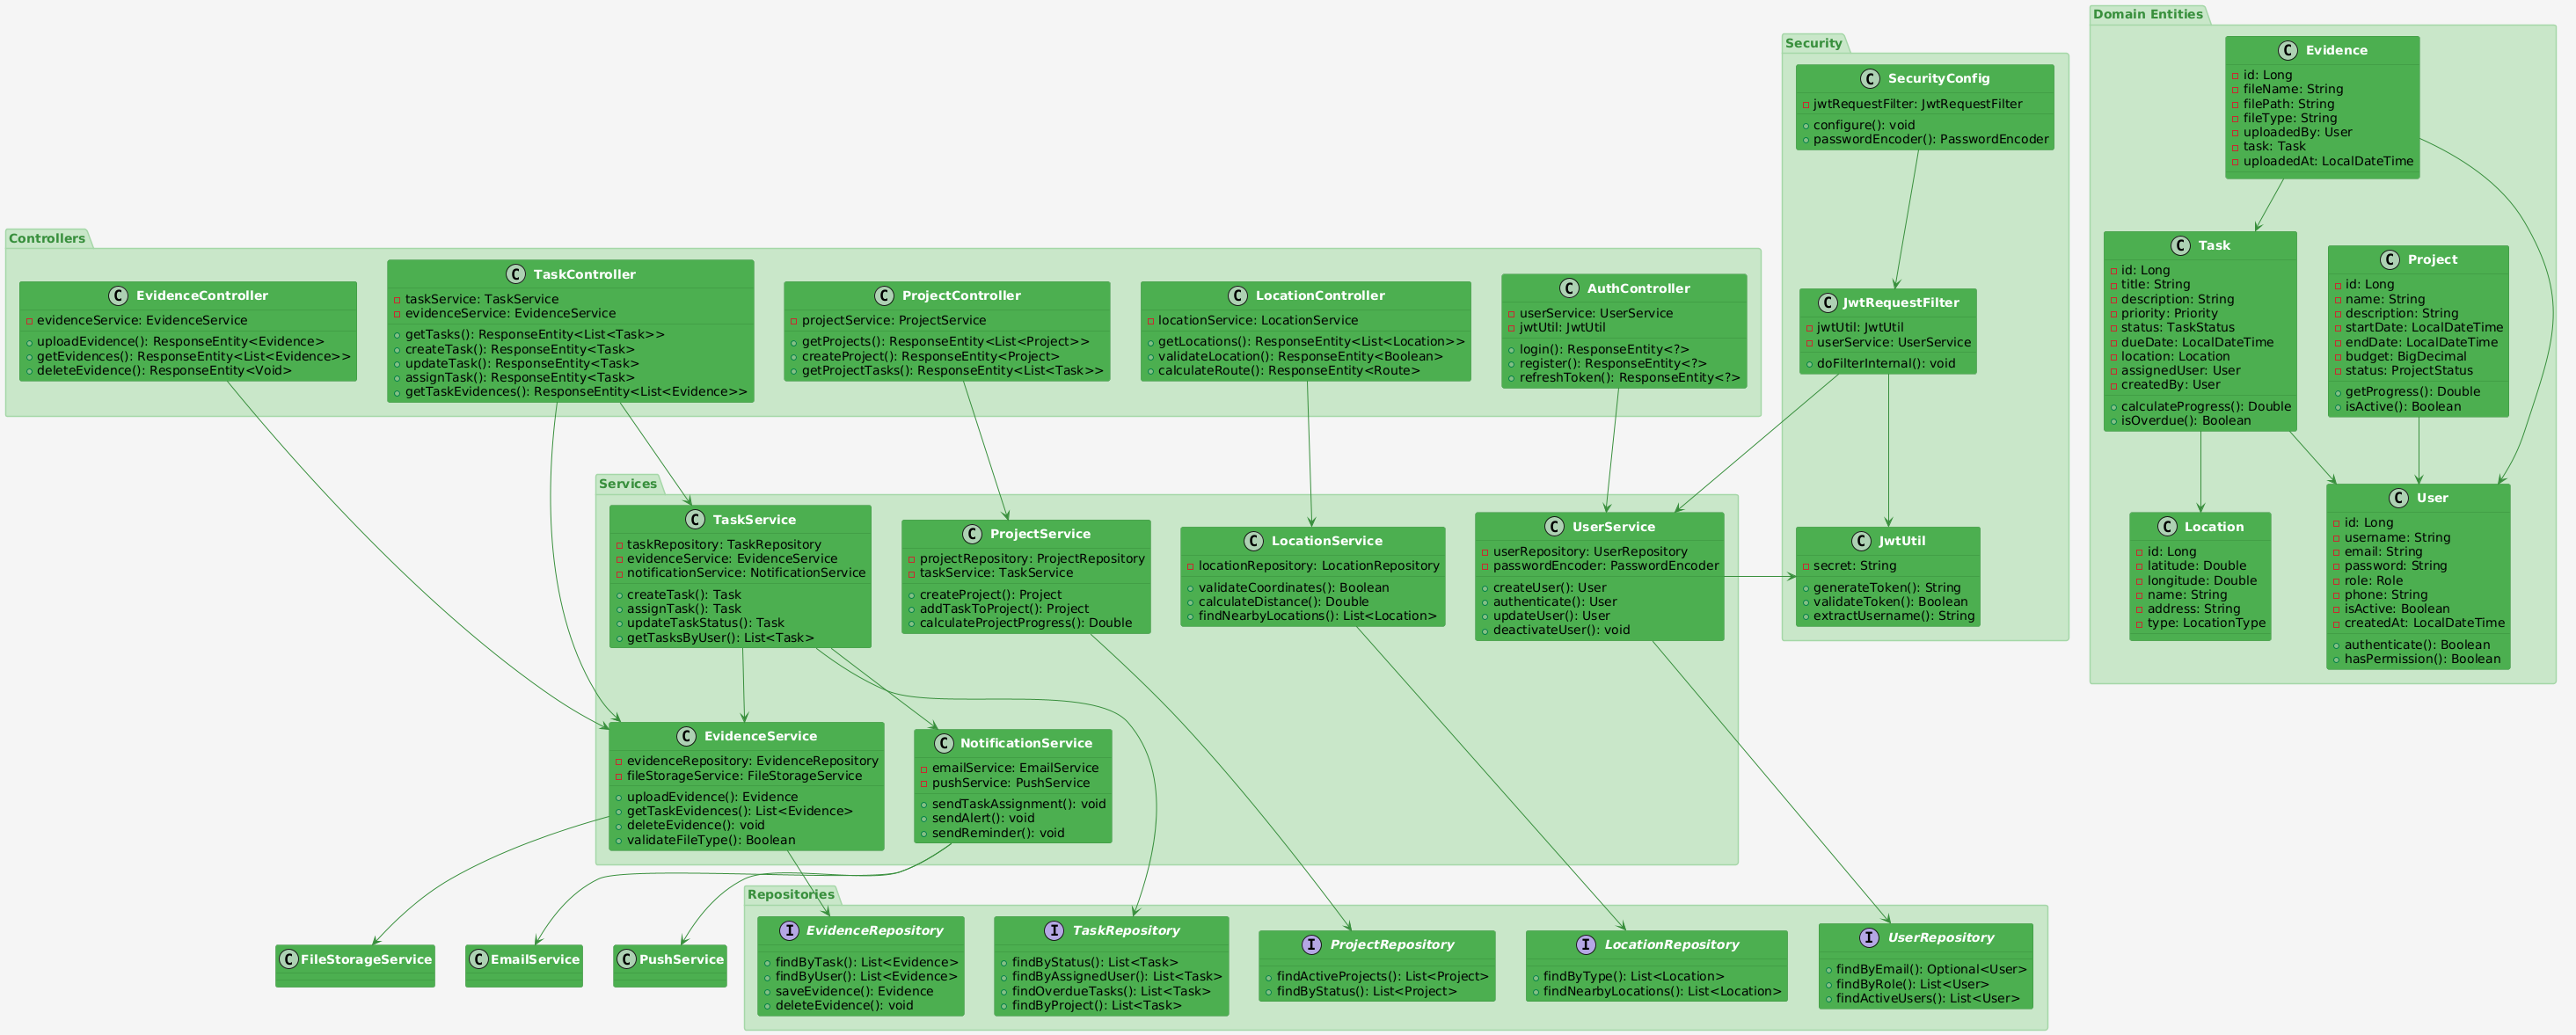 Domain Entities
Evidence
id: Long
fileName: String
filePath: String
fileType: String
uploadedBy: User
task: Task
uploadedAt: LocalDateTime
Task
id: Long
title: String
description: String
priority: Priority
status: TaskStatus
dueDate: LocalDateTime
location: Location
assignedUser: User
createdBy: User
calculateProgress(): Double
isOverdue(): Boolean
Project
id: Long
name: String
description: String
startDate: LocalDateTime
endDate: LocalDateTime
budget: BigDecimal
status: ProjectStatus
getProgress(): Double
isActive(): Boolean
Location
id: Long
latitude: Double
longitude: Double
name: String
address: String
type: LocationType
User
id: Long
username: String
email: String
password: String
role: Role
phone: String
isActive: Boolean
createdAt: LocalDateTime
authenticate(): Boolean
hasPermission(): Boolean
Security
SecurityConfig
jwtRequestFilter: JwtRequestFilter
configure(): void
passwordEncoder(): PasswordEncoder
JwtRequestFilter
jwtUtil: JwtUtil
userService: UserService
doFilterInternal(): void
JwtUtil
secret: String
generateToken(): String
validateToken(): Boolean
extractUsername(): String
Controllers
EvidenceController
evidenceService: EvidenceService
uploadEvidence(): ResponseEntity<Evidence>
getEvidences(): ResponseEntity<List<Evidence>>
deleteEvidence(): ResponseEntity<Void>
TaskController
taskService: TaskService
evidenceService: EvidenceService
getTasks(): ResponseEntity<List<Task>>
createTask(): ResponseEntity<Task>
updateTask(): ResponseEntity<Task>
assignTask(): ResponseEntity<Task>
getTaskEvidences(): ResponseEntity<List<Evidence>>
ProjectController
projectService: ProjectService
getProjects(): ResponseEntity<List<Project>>
createProject(): ResponseEntity<Project>
getProjectTasks(): ResponseEntity<List<Task>>
LocationController
locationService: LocationService
getLocations(): ResponseEntity<List<Location>>
validateLocation(): ResponseEntity<Boolean>
calculateRoute(): ResponseEntity<Route>
AuthController
userService: UserService
jwtUtil: JwtUtil
login(): ResponseEntity<?>
register(): ResponseEntity<?>
refreshToken(): ResponseEntity<?>
Services
TaskService
taskRepository: TaskRepository
evidenceService: EvidenceService
notificationService: NotificationService
createTask(): Task
assignTask(): Task
updateTaskStatus(): Task
getTasksByUser(): List<Task>
ProjectService
projectRepository: ProjectRepository
taskService: TaskService
createProject(): Project
addTaskToProject(): Project
calculateProjectProgress(): Double
LocationService
locationRepository: LocationRepository
validateCoordinates(): Boolean
calculateDistance(): Double
findNearbyLocations(): List<Location>
UserService
userRepository: UserRepository
passwordEncoder: PasswordEncoder
createUser(): User
authenticate(): User
updateUser(): User
deactivateUser(): void
EvidenceService
evidenceRepository: EvidenceRepository
fileStorageService: FileStorageService
uploadEvidence(): Evidence
getTaskEvidences(): List<Evidence>
deleteEvidence(): void
validateFileType(): Boolean
NotificationService
emailService: EmailService
pushService: PushService
sendTaskAssignment(): void
sendAlert(): void
sendReminder(): void
FileStorageService
EmailService
PushService
Repositories
EvidenceRepository
findByTask(): List<Evidence>
findByUser(): List<Evidence>
saveEvidence(): Evidence
deleteEvidence(): void
TaskRepository
findByStatus(): List<Task>
findByAssignedUser(): List<Task>
findOverdueTasks(): List<Task>
findByProject(): List<Task>
ProjectRepository
findActiveProjects(): List<Project>
findByStatus(): List<Project>
LocationRepository
findByType(): List<Location>
findNearbyLocations(): List<Location>
UserRepository
findByEmail(): Optional<User>
findByRole(): List<User>
findActiveUsers(): List<User>